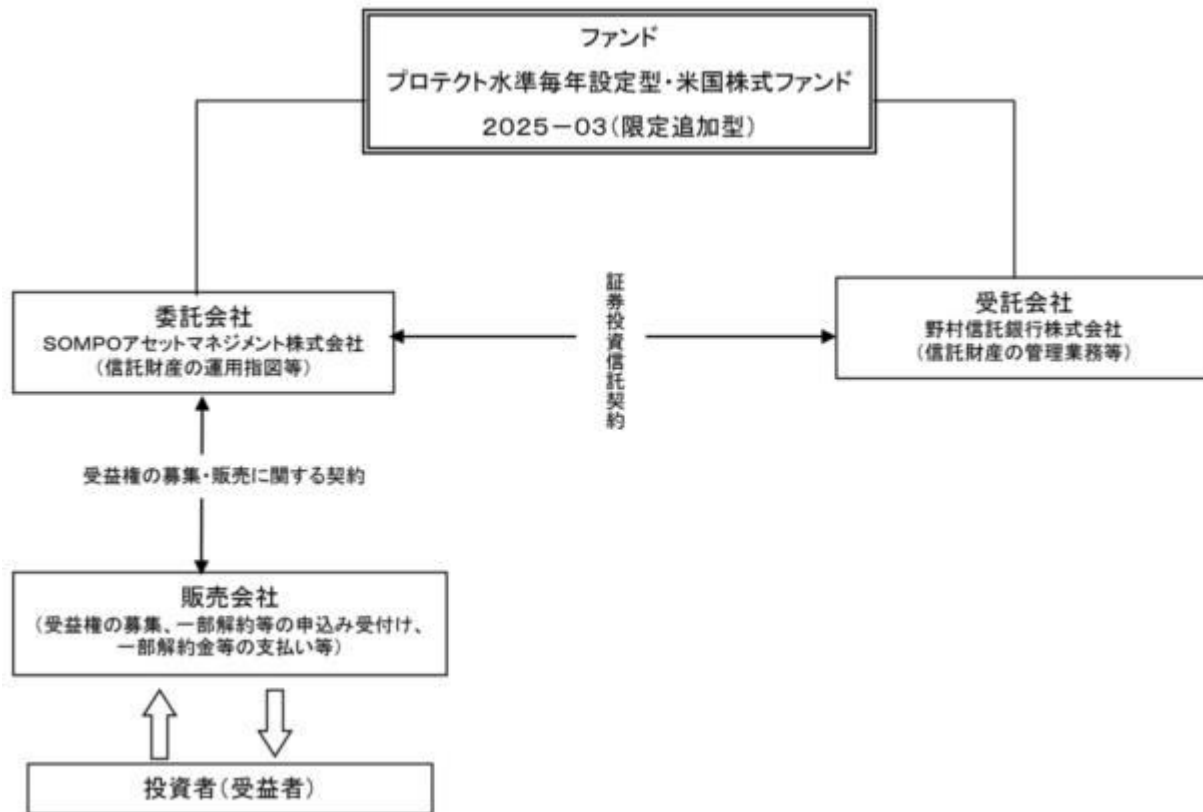 ファンド
プロテクト水準毎年設定型・米国株式ファンド
2025－03(限定追加型)
委託会社
SOMPOアセットマネジメント株式会社
(信託財産の運用指図等)
証券投資信託契約
受託会社
野村信託銀行株式会社
(信託財産の管理業務等)
受益権の募集・販売に関する契約
販売会社
(受益権の募集、一部解約等の申込み受付け、
一部解約金等の支払い等)
投資者(受益者)